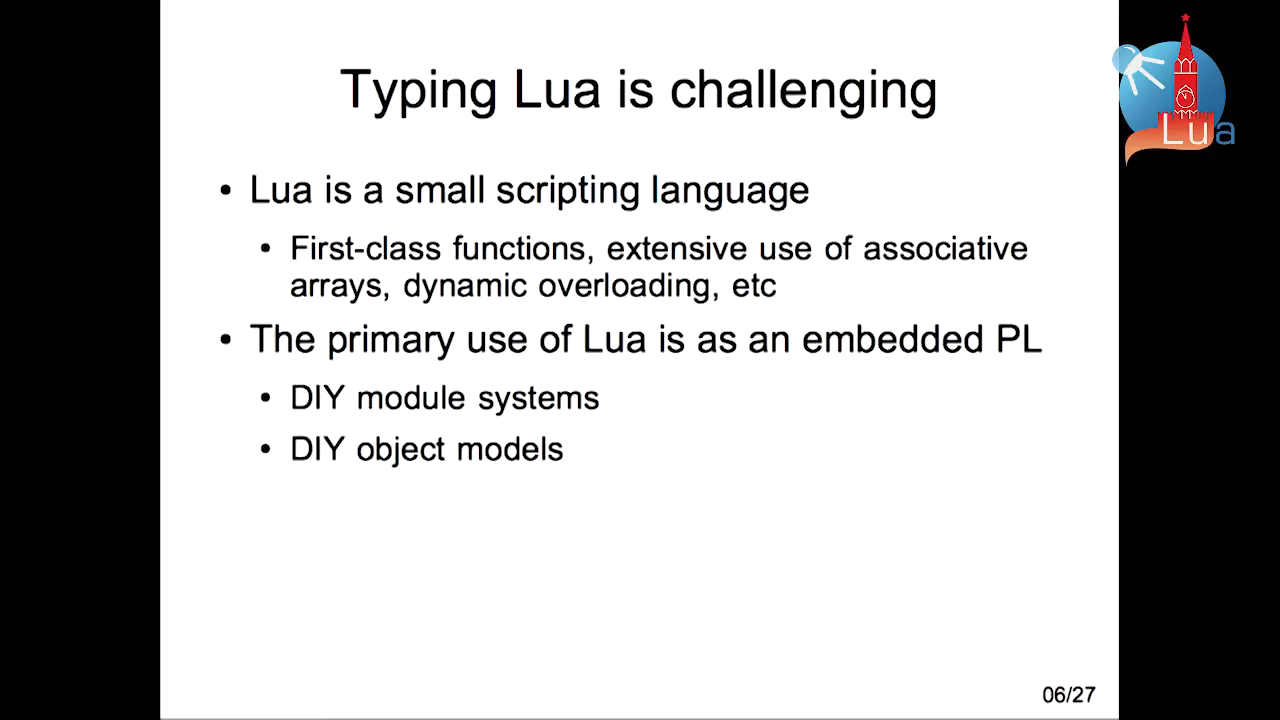 Typing Lua is challenging
Lua
• Lua is a small scripting language
• First-class functions, extensive use of associative
arrays, dynamic overloading, etc
• The primary use of Lua is as an embedded PL
• DIY module systems
• DIY object models
06/27